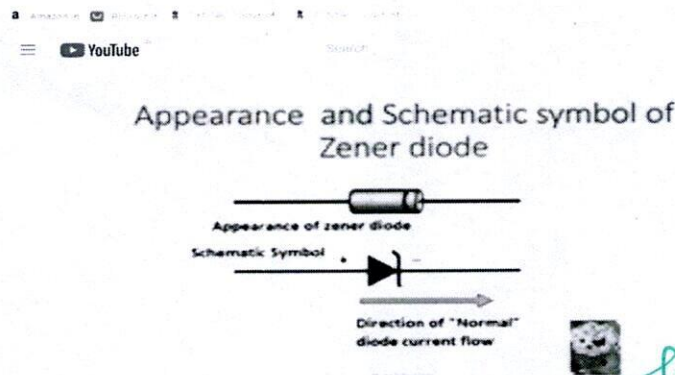 a
YouTube
Search
Appearance and Schematic symbol of
Zener diode
Appearance of zener diode
Schematic Symbol + -
Direction of "Normal"
diode current flow